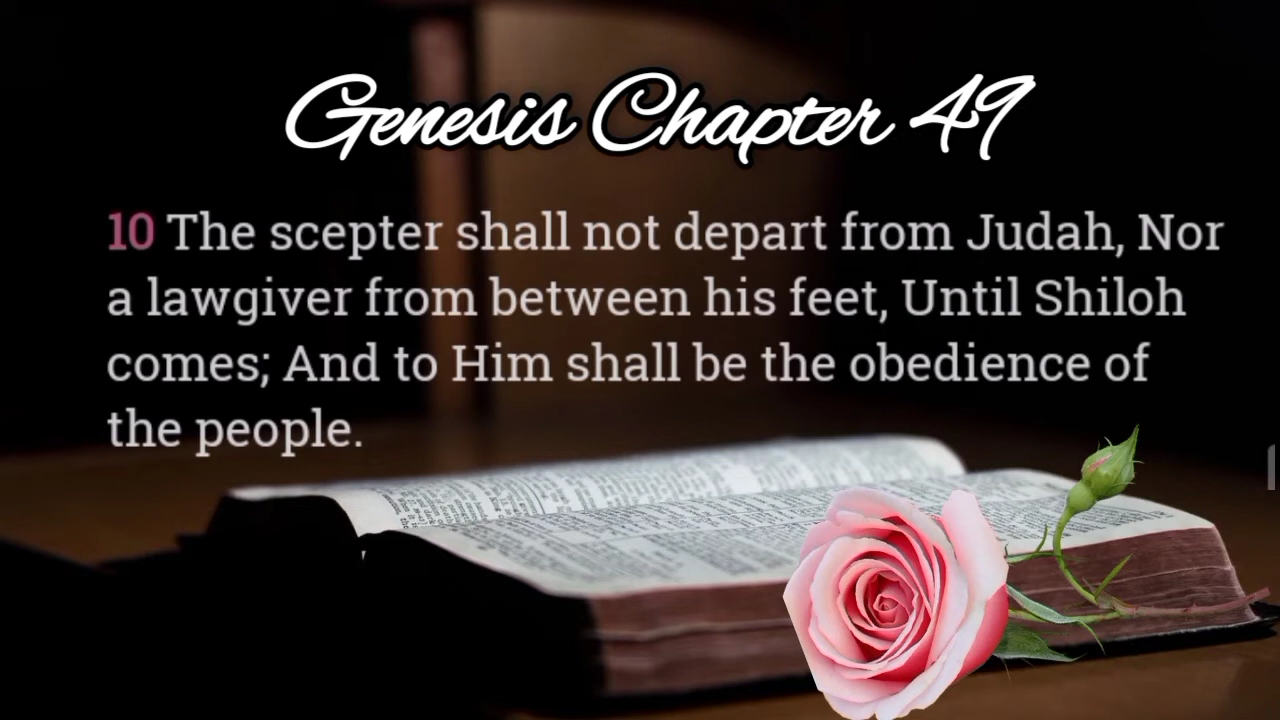 Genesis Chapter 49
10 The scepter shall not depart from Judah, Nor
a lawgiver from between his feet, Until Shiloh
comes; And to Him shall be the obedience of
the people.